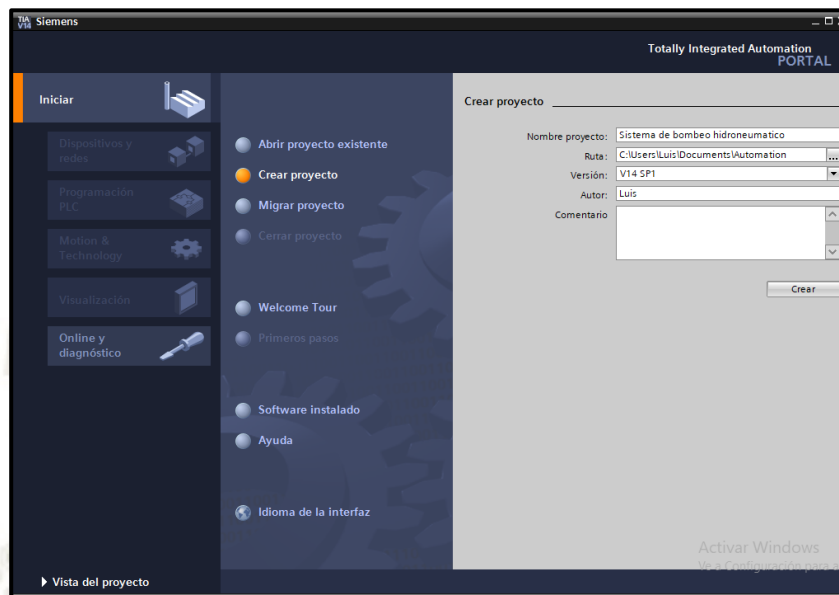 TIA V14 Siemens
Totally Integrated Automation
PORTAL
Iniciar
Dispositivos y
redes
Programación
PLC
Motion &
Technology
Visualización
Online y
diagnóstico
Abrir proyecto existente
Crear proyecto
Migrar proyecto
Cerrar proyecto
Welcome Tour
Primeros pasos
Software instalado
Ayuda
Idioma de la interfaz
Crear proyecto
Nombre proyecto: Sistema de bombeo hidroneumatico
Ruta: C:\Users\Luis\Documents\Automation ...
Versión: V14 SP1
Autor: Luis
Comentario
Crear
Activar Windows
Ve a Configuración para a
Vista del proyecto